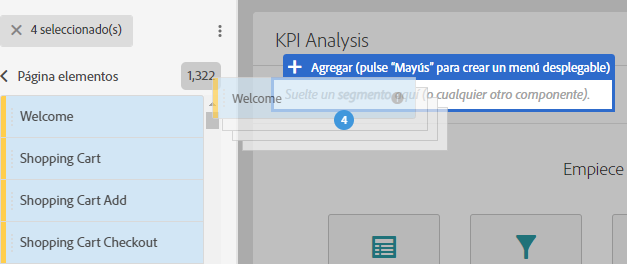 4 seleccionado(s)
KPI Analysis
Página elementos
1,322
Agregar (pulse "Mayús" para crear un menú desplegable)
Suelte un segmento aquí (o cualquier otro componente).
Welcome
4
Welcome
Shopping Cart
Shopping Cart Add
Shopping Cart Checkout
Empiece